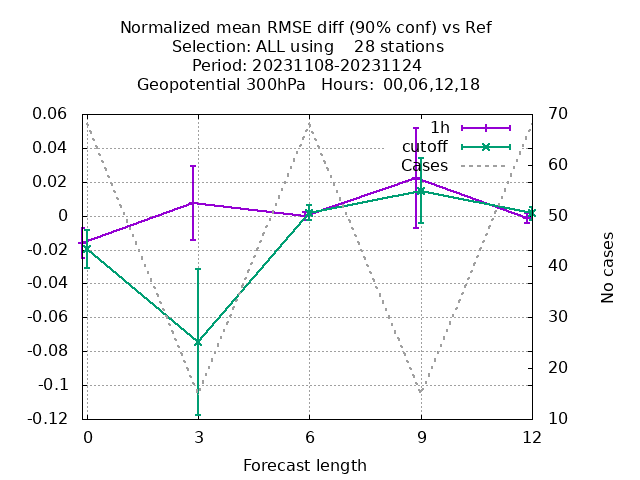 Normalized mean RMSE diff (90% conf) vs Ref
Selection: ALL using 28 stations
Period: 20231108-20231124
Geopotential 300hPa Hours: 00,06,12,18
1h
cutoff
Cases
0.06
0.04
0.02
0
-0.02
-0.04
-0.06
-0.08
-0.1
-0.12
70
60
50
40
30
20
10
No cases
0 3 6 9 12
Forecast length